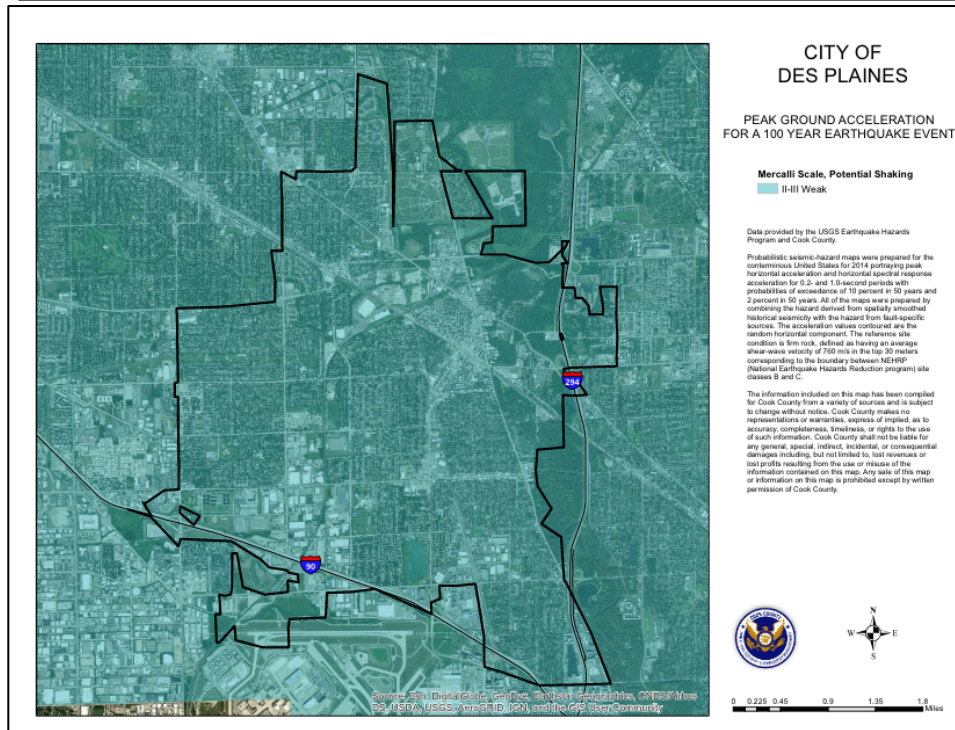 CITY OF
DES PLAINES
PEAK GROUND ACCELERATION
FOR A 100 YEAR EARTHQUAKE EVENT
Mercalli Scale, Potential Shaking
II-III Weak
Data provided by the USGS Earthquake Hazards
Program and Cook County.
Probabilistic seismic-hazard maps were prepared for the
conterminous United States for 2014 portraying peak
horizontal acceleration and horizontal spectral response
acceleration for 0.2- and 1.0-second periods with
probabilities of exceedance of 10 percent in 50 years and
2 percent in 50 years. All of the maps were prepared by
combining the hazard derived from spatially smoothed
historical seismicity with the hazard from fault-specific
sources. The acceleration values contoured are the
random horizontal component. The reference site
condition is firm rock, defined as having an average
shear-wave velocity of 760 m/s in the top 30 meters
corresponding to the boundary between NEHRP
(National Earthquake Hazards Reduction program) site
classes B and C.
The information included on this map has been compiled
for Cook County from a variety of sources and is subject
to change without notice. Cook County makes no
representations or warranties, express of implied, as to
accuracy, completeness, timeliness, or rights to the use
of such information. Cook County shall not be liable for
any general, special, indirect, incidental, or consequential
damages including, but not limited to, lost revenues or
lost profits resulting from the use or misuse of the
information contained on this map. Any sale of this map
or information on this map is prohibited except by written
permission of Cook County.
294
90
COOK COUNTY
N
W E
S
0 0.225 0.45 0.9 1.35 1.8
Miles
Source: Esri, DigitalGlobe, GeoEye, Earthstar Geographics, CNES/Airbus
DS, USDA, USGS, AeroGRID, IGN, and the GIS User Community